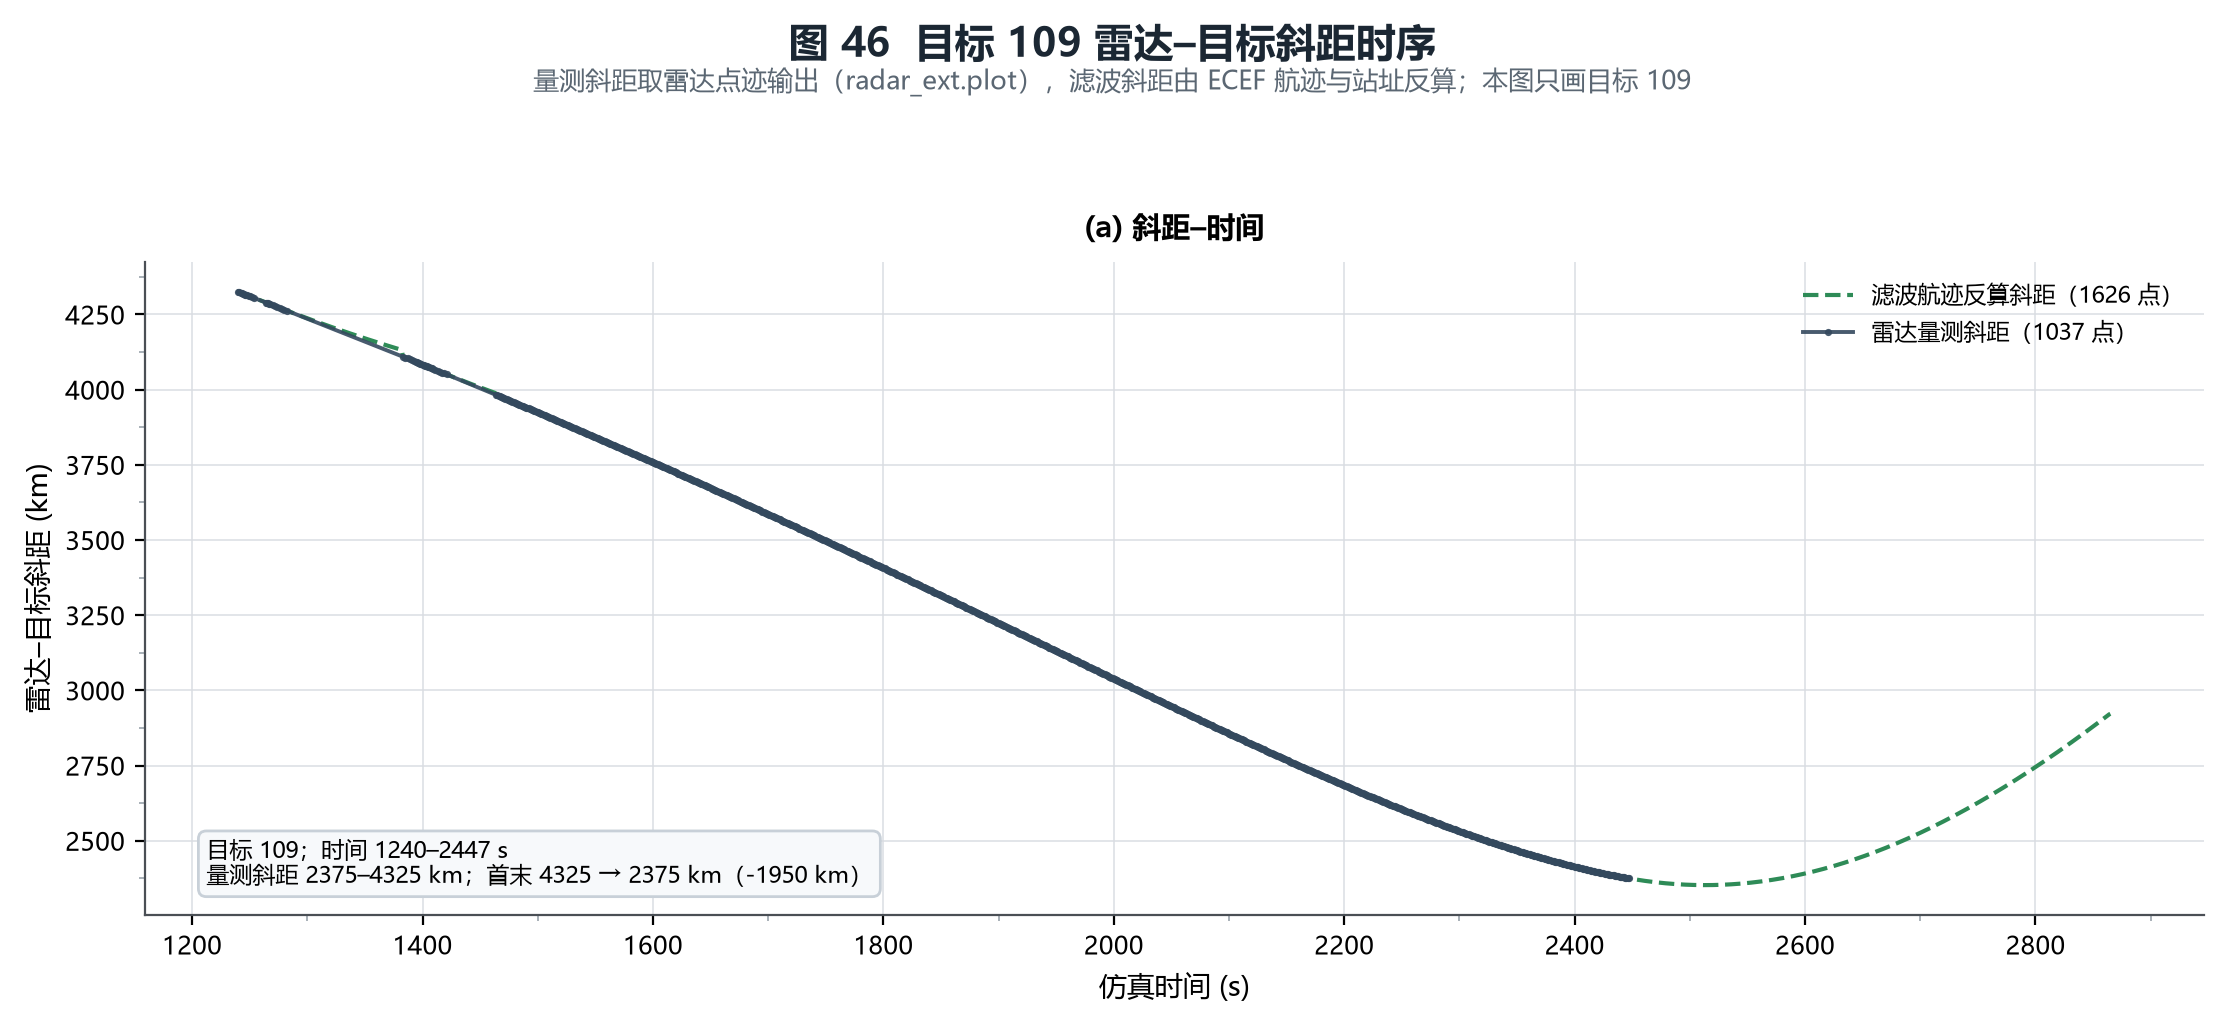 图 46 目标 109 雷达–目标斜距时序
量测斜距取雷达点迹输出（radar_ext.plot），滤波斜距由 ECEF 航迹与站址反算；本图只画目标 109
(a) 斜距–时间
滤波航迹反算斜距（1626 点）
雷达量测斜距（1037 点）
雷达–目标斜距 (km)
4250
4000
3750
3500
3250
3000
2750
2500
目标 109；时间 1240–2447 s
量测斜距 2375–4325 km；首末 4325 → 2375 km（-1950 km）
1200 1400 1600 1800 2000 2200 2400 2600 2800
仿真时间 (s)